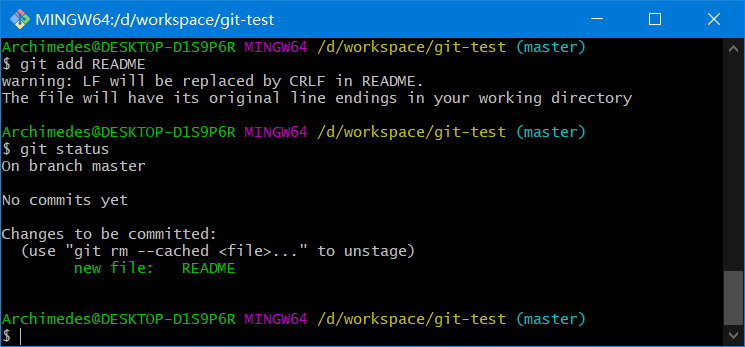 MINGW64:/d/workspace/git-test
Archimedes@DESKTOP-D1S9P6R MINGW64 /d/workspace/git-test (master)
$ git add README
warning: LF will be replaced by CRLF in README.
The file will have its original line endings in your working directory
Archimedes@DESKTOP-D1S9P6R MINGW64 /d/workspace/git-test (master)
$ git status
On branch master
No commits yet
Changes to be committed:
(use "git rm --cached <file>..." to unstage)
new file: README
Archimedes@DESKTOP-D1S9P6R MINGW64 /d/workspace/git-test (master)
$